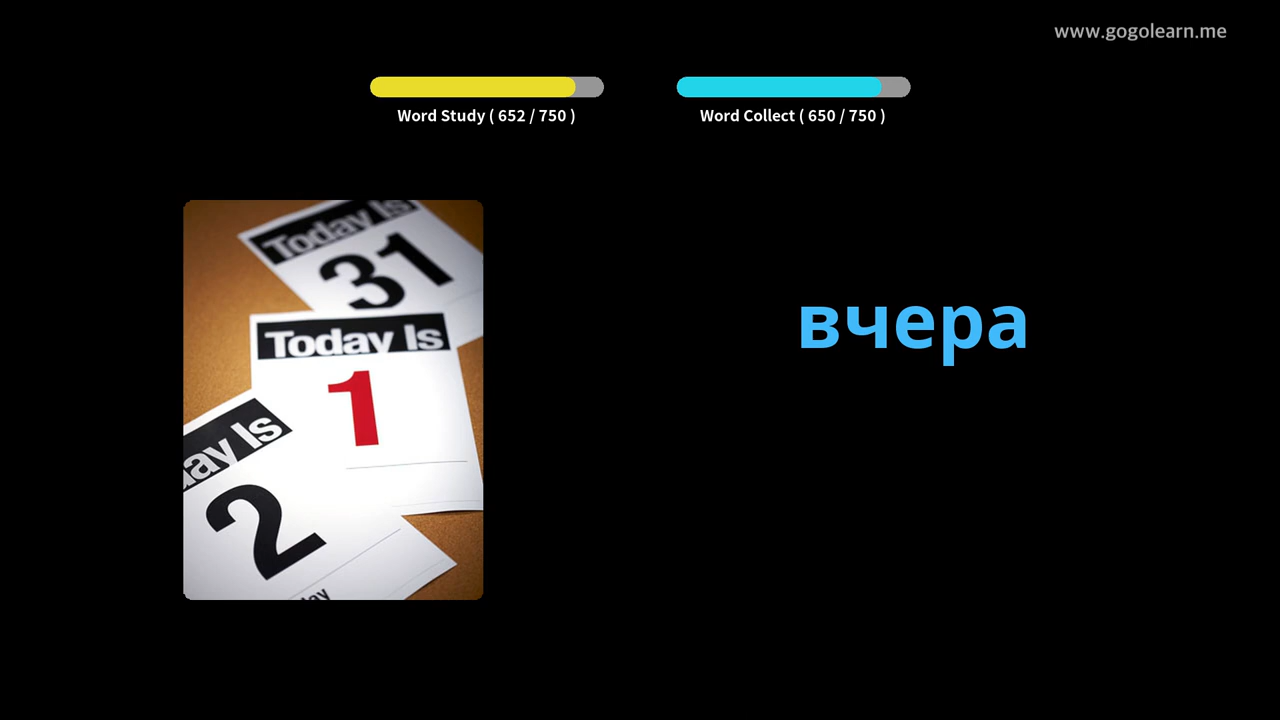 www.gogolearn.me
Word Study ( 652 / 750 )
Word Collect ( 650 / 750 )
Today Is
31
Today Is
1
ay Is
2
вчера